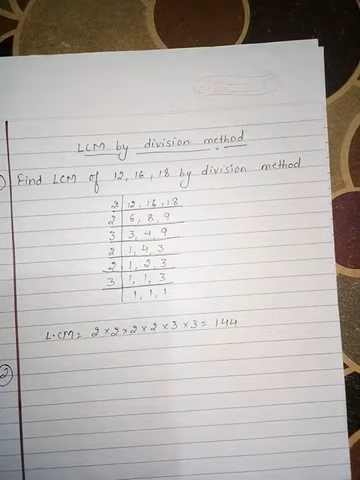 LCM by division method
Find LCM of 12, 16, 18 by division method
2 12, 16, 18
2 6, 8, 9
3 3, 4, 9
2 1, 4, 3
2 1, 2, 3
3 1, 1, 3
1, 1, 1
L.CM = 2×2×2×2×3×3 = 144
2